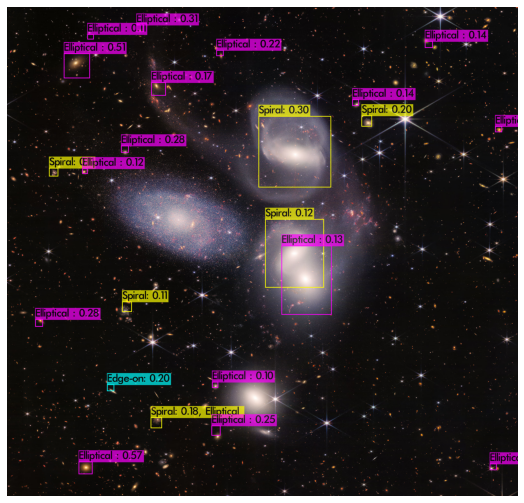 Elliptical : 0.31
Elliptical : 0.11
Elliptical : 0.14
Elliptical : 0.51
Elliptical : 0.22
Elliptical : 0.17
Elliptical : 0.14
Spiral: 0.30
Spiral: 0.20
Ellipt
Elliptical : 0.28
Spiral: 0.
Elliptical : 0.12
Spiral: 0.12
Elliptical : 0.13
Spiral: 0.11
Elliptical : 0.28
Edge-on: 0.20
Elliptical : 0.10
Spiral: 0.18, Elliptical
Elliptical : 0.25
Elliptical : 0.57
Ellipt